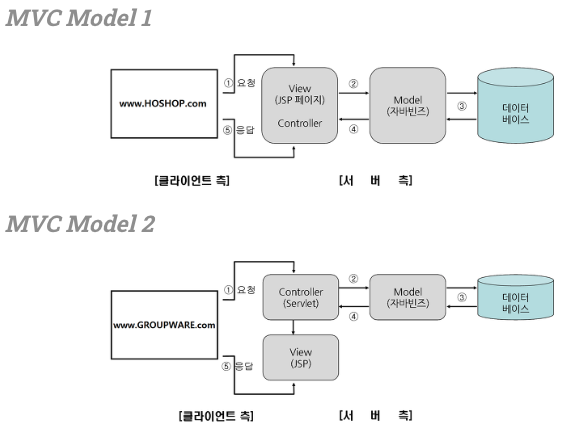 MVC Model 1
www.HOSHOP.com
① 요청
⑤ 응답
View
(JSP 페이지)
Controller
②
④
Model
(자바빈즈)
③
데이터
베이스
[클라이언트 측]
[서 버 측]
MVC Model 2
www.GROUPWARE.com
① 요청
⑤ 응답
Controller
(Servlet)
View
(JSP)
②
④
Model
(자바빈즈)
③
데이터
베이스
[클라이언트 측]
[서 버 측]